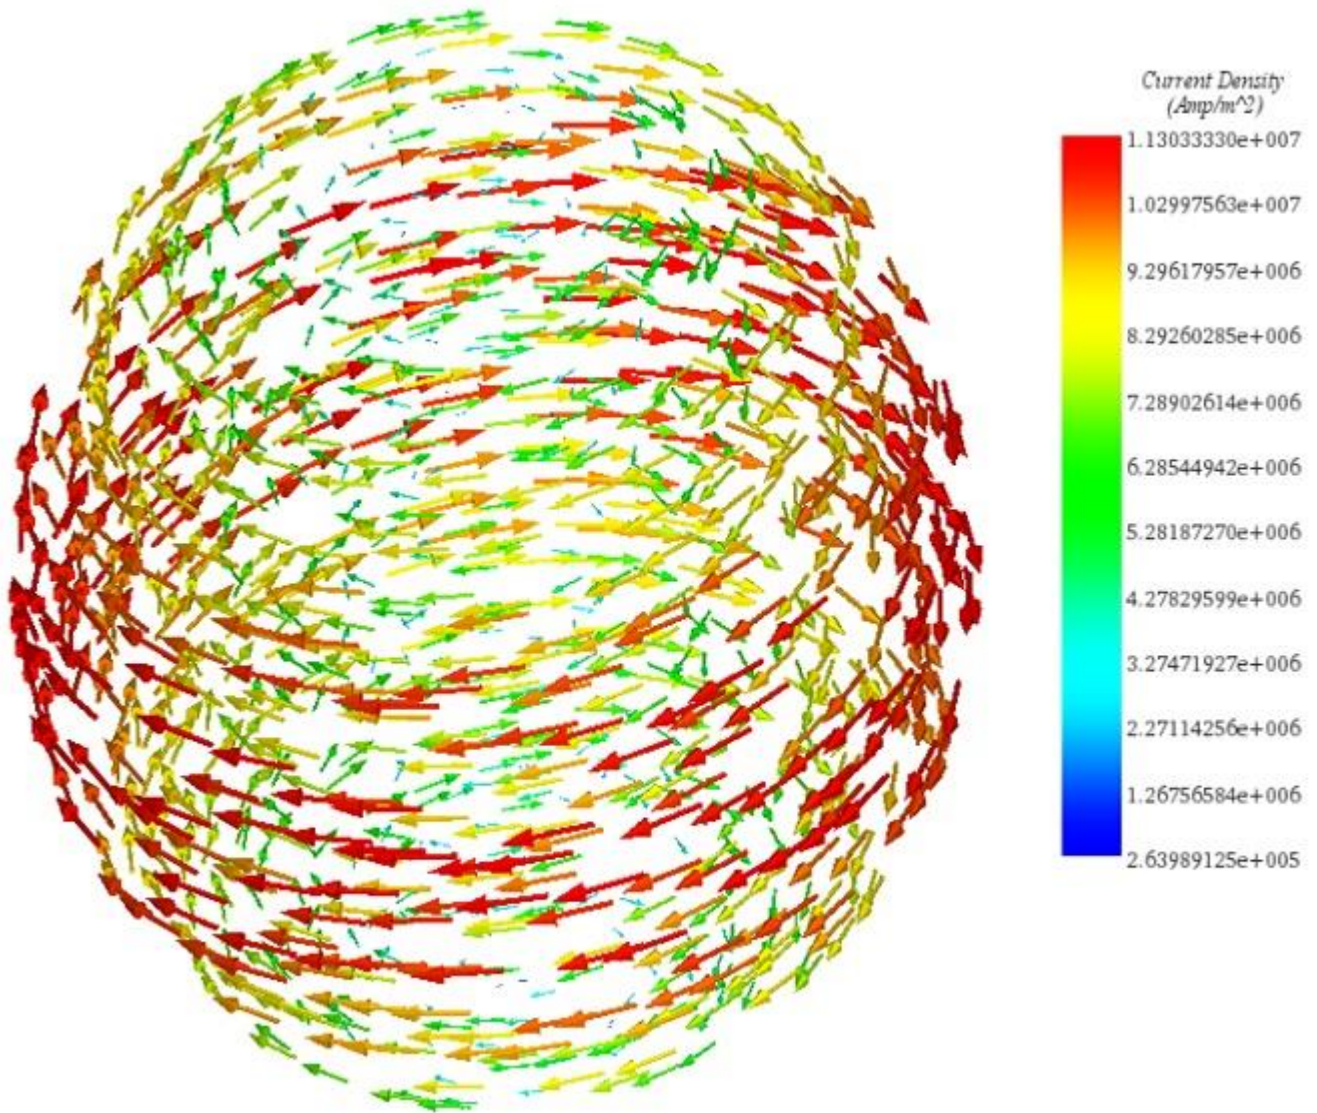 Current Density
(Amp/m^2)
1.13033330e+007
1.02997563e+007
9.29617957e+006
8.29260285e+006
7.28902614e+006
6.28544942e+006
5.28187270e+006
4.27829599e+006
3.27471927e+006
2.27114256e+006
1.26756584e+006
2.63989125e+005